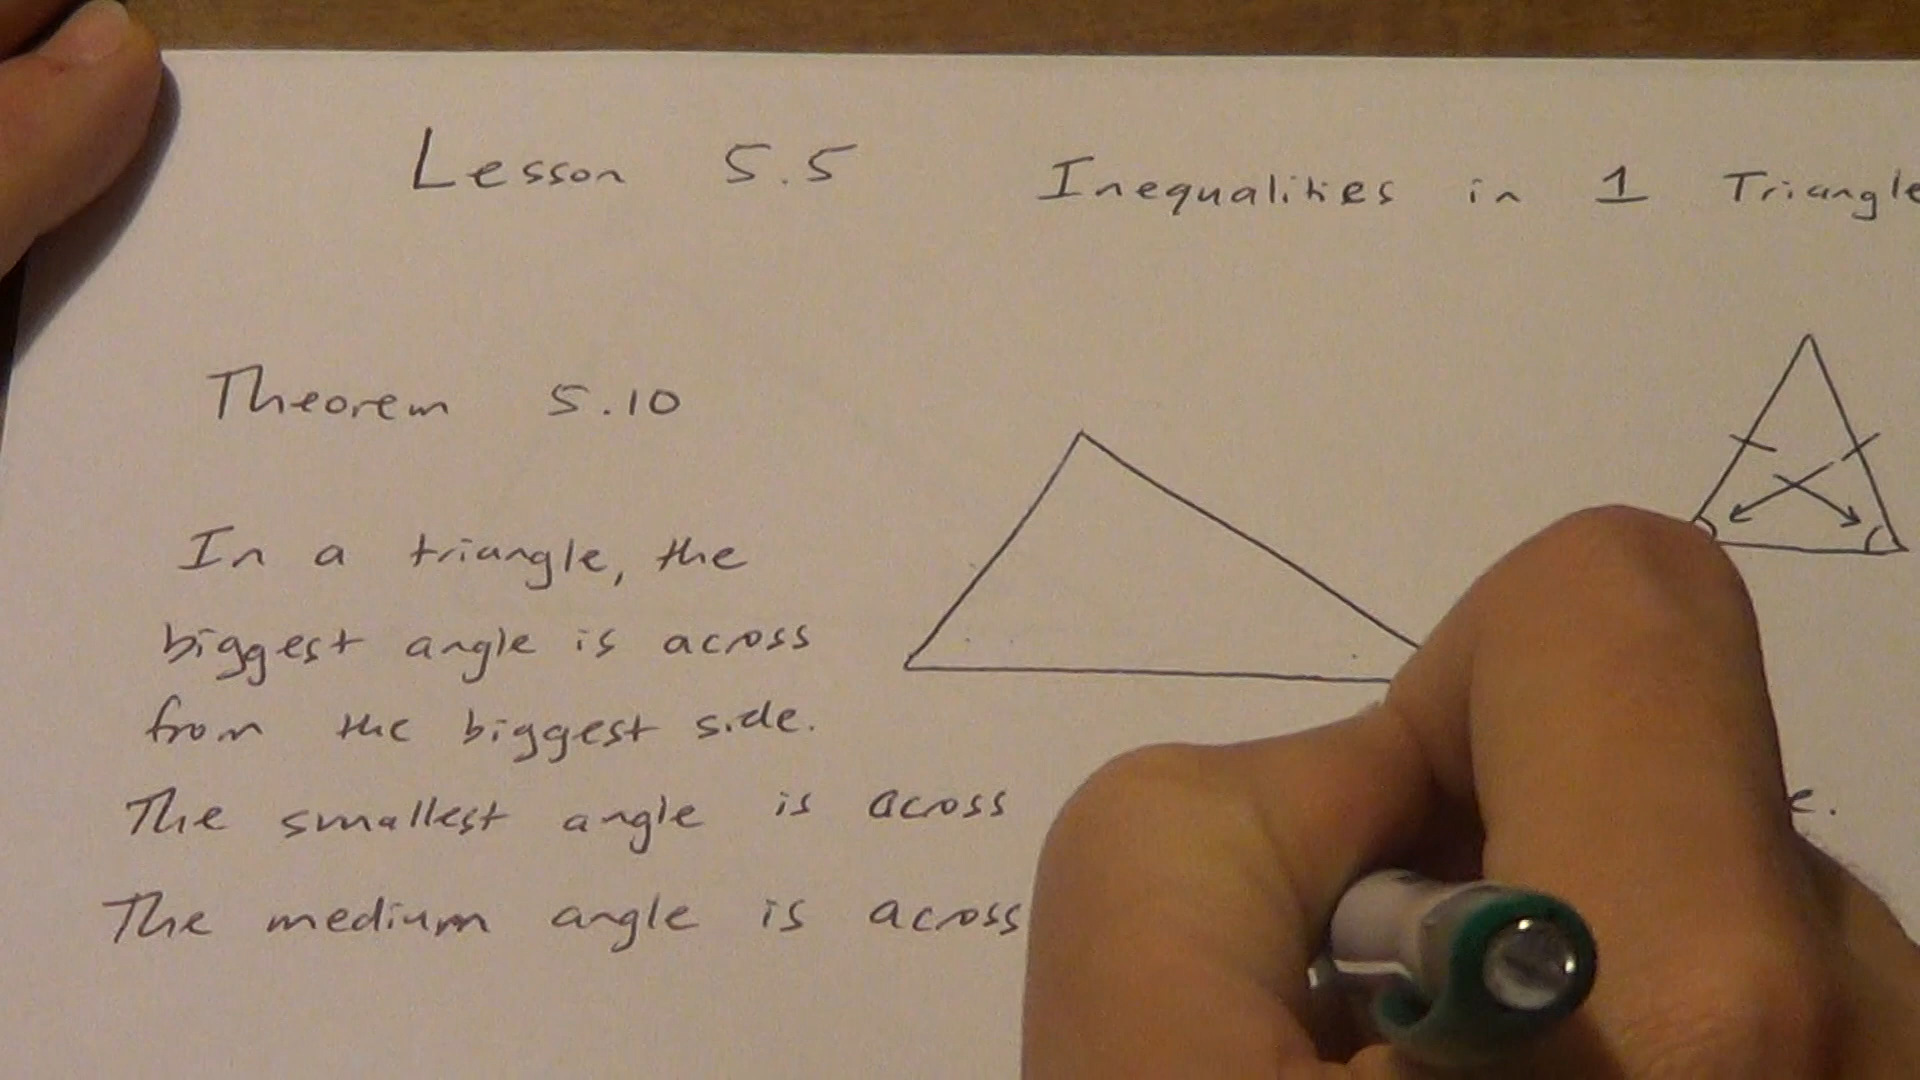 Lesson 5.5 Inequalities in 1 Triangle
Theorem 5.10
In a triangle, the
biggest angle is across
from the biggest side.
The smallest angle is across
The medium angle is across